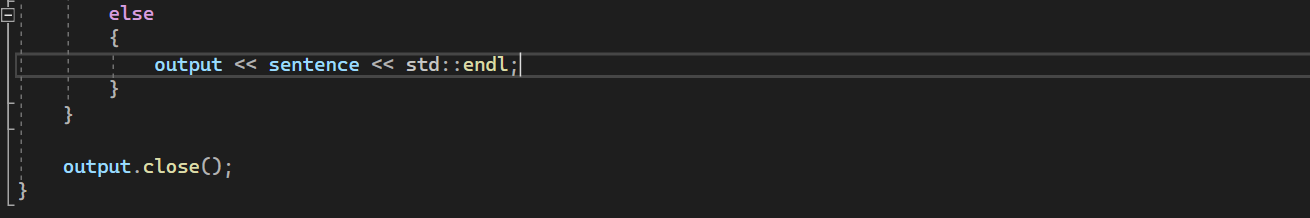 else
{
output << sentence << std::endl;
}
}
output.close();
}